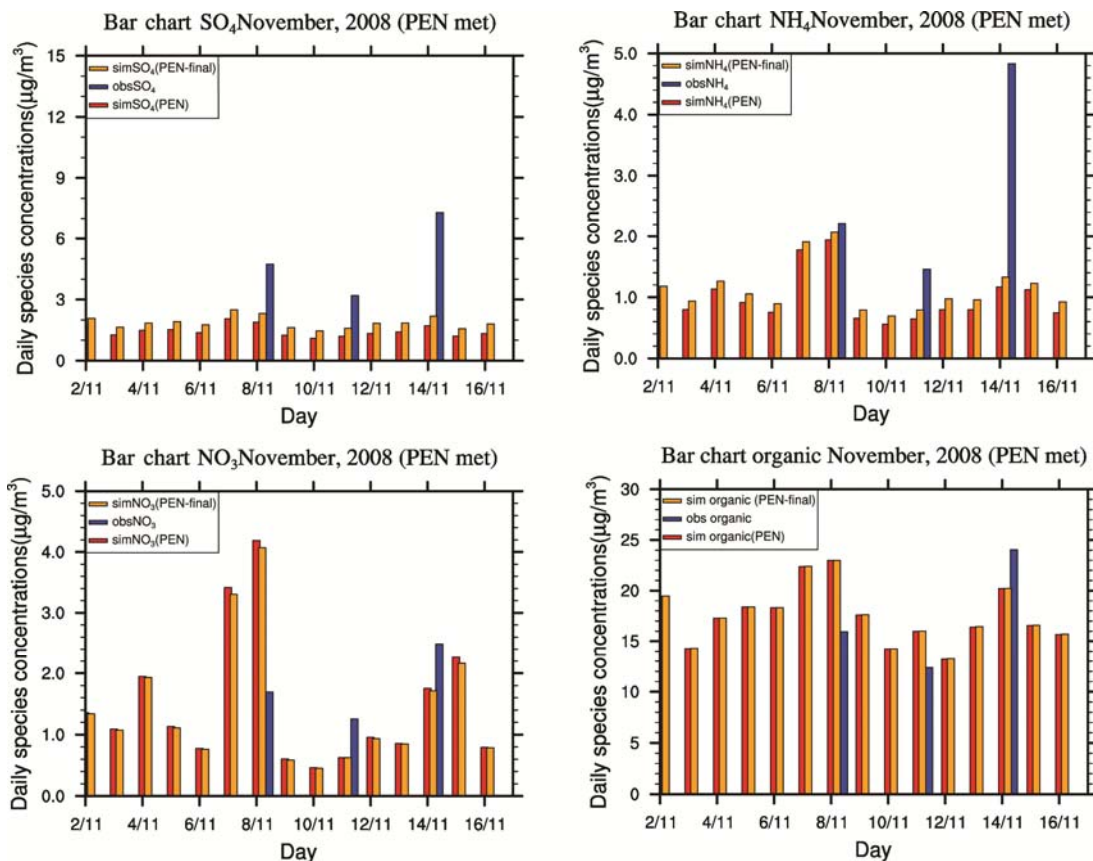 Bar chart SO₄November, 2008 (PEN met)
Daily species concentrations(μg/m³)
15
12
9
6
3
0
simSO₄(PEN-final)
obsSO₄
simSO₄(PEN)
2/11 4/11 6/11 8/11 10/11 12/11 14/11 16/11
Day
Bar chart NH₄November, 2008 (PEN met)
Daily species concentrations(μg/m³)
5.0
4.0
3.0
2.0
1.0
0.0
simNH₄(PEN-final)
obsNH₄
simNH₄(PEN)
2/11 4/11 6/11 8/11 10/11 12/11 14/11 16/11
Day
Bar chart NO₃November, 2008 (PEN met)
Daily species concentrations(μg/m³)
5.0
4.0
3.0
2.0
1.0
0.0
simNO₃(PEN-final)
obsNO₃
simNO₃(PEN)
2/11 4/11 6/11 8/11 10/11 12/11 14/11 16/11
Day
Bar chart organic November, 2008 (PEN met)
Daily species concentrations(μg/m³)
30
25
20
15
10
5
0
sim organic (PEN-final)
obs organic
sim organic(PEN)
2/11 4/11 6/11 8/11 10/11 12/11 14/11 16/11
Day